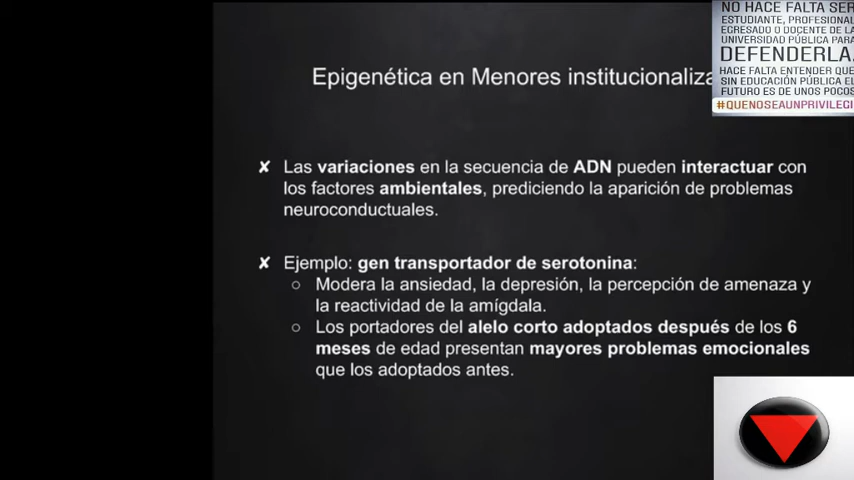 NO HACE FALTA SER
ESTUDIANTE, PROFESIONAL
EGRESADO O DOCENTE DE LA
UNIVERSIDAD PÚBLICA PARA
DEFENDERLA.
HACE FALTA ENTENDER QUE
SIN EDUCACIÓN PÚBLICA EL
FUTURO ES DE UNOS POCOS
#QUENOSEAUNPRIVILEGI
Epigenética en Menores institucionaliza
✘ Las variaciones en la secuencia de ADN pueden interactuar con
los factores ambientales, prediciendo la aparición de problemas
neuroconductuales.
✘ Ejemplo: gen transportador de serotonina:
○ Modera la ansiedad, la depresión, la percepción de amenaza y
la reactividad de la amígdala.
○ Los portadores del alelo corto adoptados después de los 6
meses de edad presentan mayores problemas emocionales
que los adoptados antes.